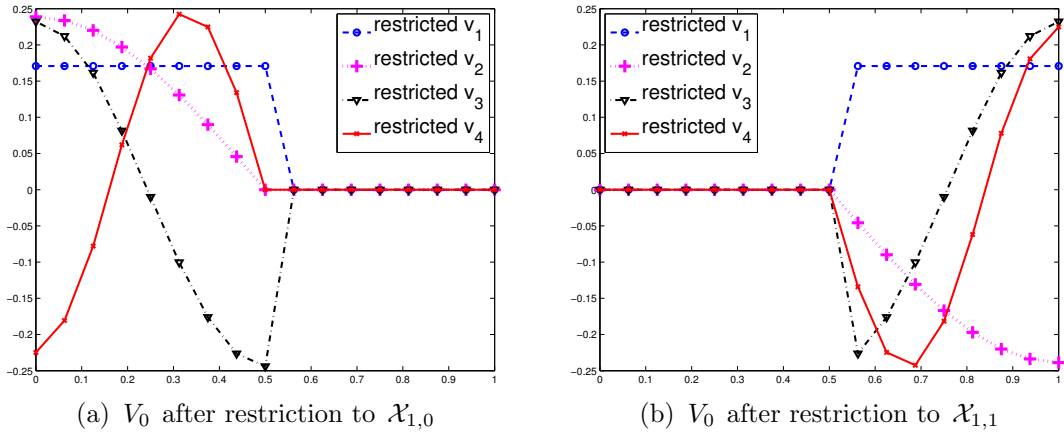 0.25
0.2
0.15
0.1
0.05
0
−0.05
−0.1
−0.15
−0.2
−0.25
0 0.1 0.2 0.3 0.4 0.5 0.6 0.7 0.8 0.9 1
restricted v1
restricted v2
restricted v3
restricted v4
(a) V0 after restriction to X1,0
0.25
0.2
0.15
0.1
0.05
0
−0.05
−0.1
−0.15
−0.2
−0.25
0 0.1 0.2 0.3 0.4 0.5 0.6 0.7 0.8 0.9 1
restricted v1
restricted v2
restricted v3
restricted v4
(b) V0 after restriction to X1,1